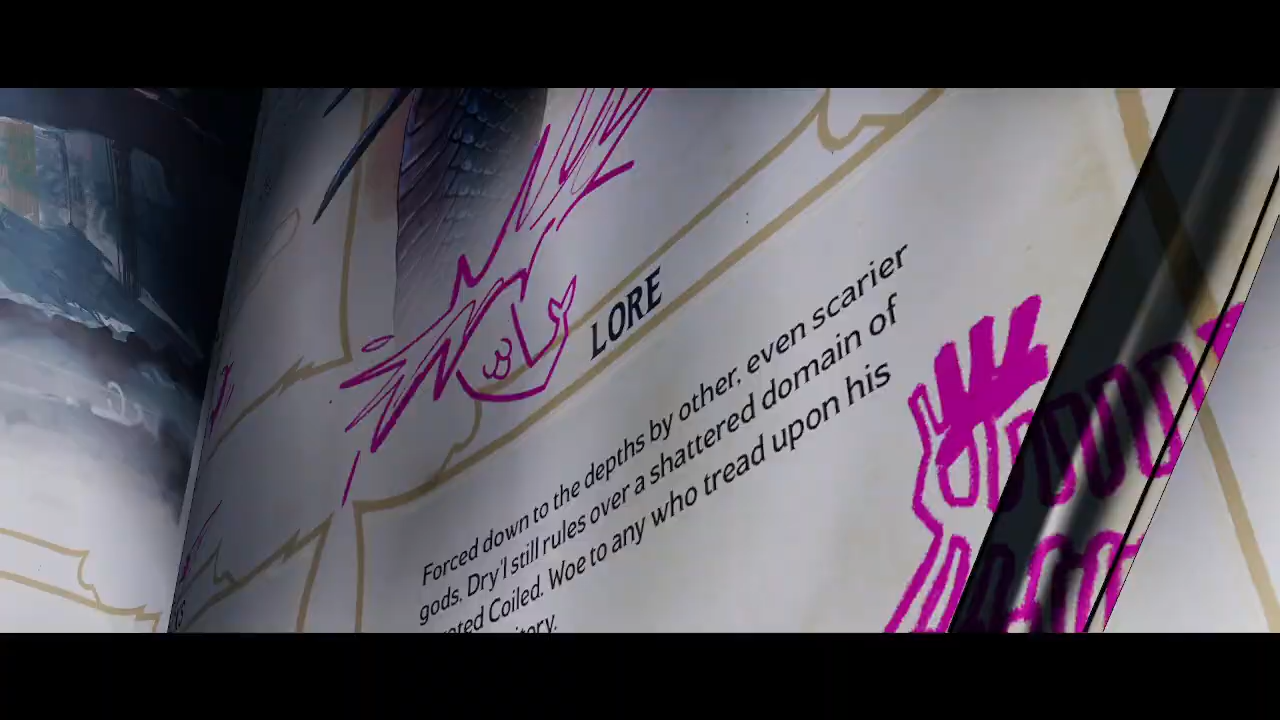 LORE
Forced down to the depths by other, even scarier
gods. Dry'l still rules over a shattered domain of
Coiled. Woe to any who tread upon his